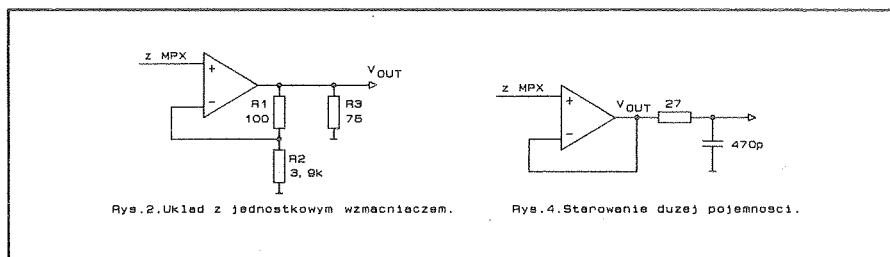 z MPX
+
−
V OUT
R1
100
R3
75
R2
3,9k
Rys.2.Uklad z jednostkowym wzmacniaczem.
z MPX
+
−
V OUT
27
470p
Rys.4.Sterowanie duzej pojemnosci.